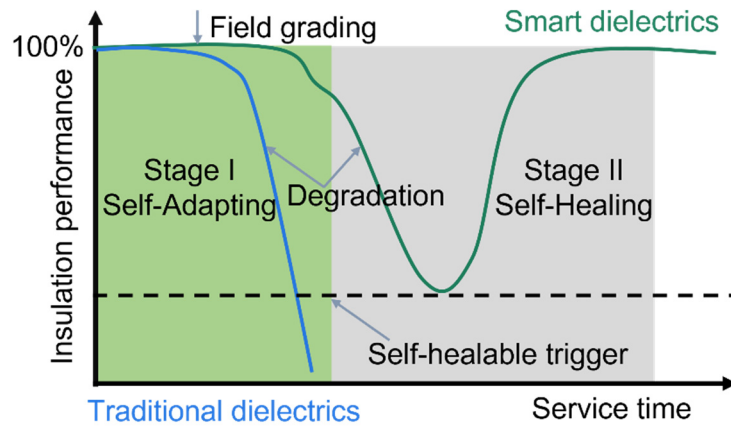 Field grading
Smart dielectrics
100%
Insulation performance
Stage I
Self-Adapting
Degradation
Stage II
Self-Healing
Self-healable trigger
Traditional dielectrics
Service time